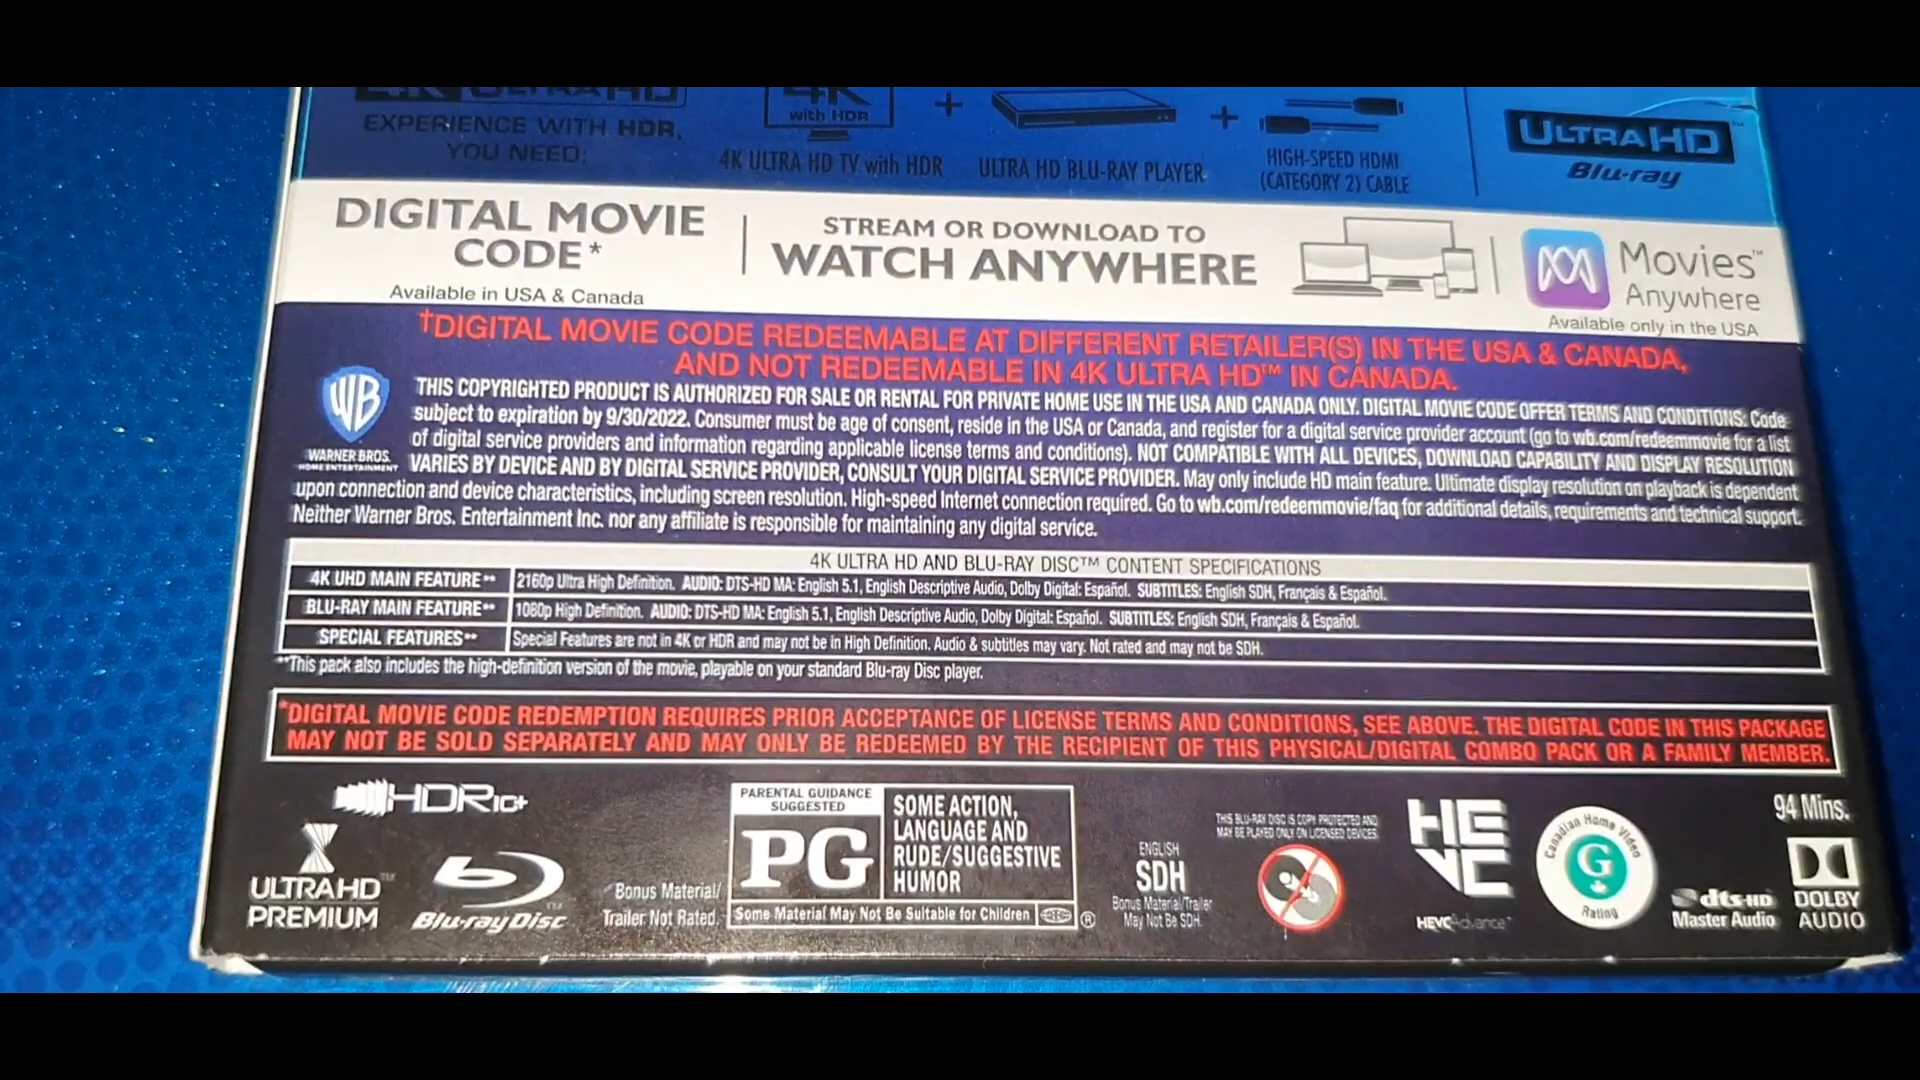 4K ULTRA HD
EXPERIENCE WITH HDR,
YOU NEED:
4K
with HDR
4K ULTRA HD TV with HDR
+
ULTRA HD BLU-RAY PLAYER
+
HIGH-SPEED HDMI
(CATEGORY 2) CABLE
ULTRA HD™
Blu-ray
DIGITAL MOVIE
CODE*
Available in USA & Canada
STREAM OR DOWNLOAD TO
WATCH ANYWHERE
Movies™
Anywhere
Available only in the USA
†DIGITAL MOVIE CODE REDEEMABLE AT DIFFERENT RETAILER(S) IN THE USA & CANADA,
AND NOT REDEEMABLE IN 4K ULTRA HD™ IN CANADA.
WB
WARNER BROS.
HOME ENTERTAINMENT
THIS COPYRIGHTED PRODUCT IS AUTHORIZED FOR SALE OR RENTAL FOR PRIVATE HOME USE IN THE USA AND CANADA ONLY. DIGITAL MOVIE CODE OFFER TERMS AND CONDITIONS: Code
subject to expiration by 9/30/2022. Consumer must be age of consent, reside in the USA or Canada, and register for a digital service provider account (go to wb.com/redeemmovie for a list
of digital service providers and information regarding applicable license terms and conditions). NOT COMPATIBLE WITH ALL DEVICES, DOWNLOAD CAPABILITY AND DISPLAY RESOLUTION
VARIES BY DEVICE AND BY DIGITAL SERVICE PROVIDER, CONSULT YOUR DIGITAL SERVICE PROVIDER. May only include HD main feature. Ultimate display resolution on playback is dependent
upon connection and device characteristics, including screen resolution. High-speed Internet connection required. Go to wb.com/redeemmovie/faq for additional details, requirements and technical support.
Neither Warner Bros. Entertainment Inc. nor any affiliate is responsible for maintaining any digital service.
4K ULTRA HD AND BLU-RAY DISC™ CONTENT SPECIFICATIONS
4K UHD MAIN FEATURE** 2160p Ultra High Definition. AUDIO: DTS-HD MA: English 5.1, English Descriptive Audio, Dolby Digital: Español. SUBTITLES: English SDH, Français & Español.
BLU-RAY MAIN FEATURE** 1080p High Definition. AUDIO: DTS-HD MA: English 5.1, English Descriptive Audio, Dolby Digital: Español. SUBTITLES: English SDH, Français & Español.
SPECIAL FEATURES** Special Features are not in 4K or HDR and may not be in High Definition. Audio & subtitles may vary. Not rated and may not be SDH.
**This pack also includes the high-definition version of the movie, playable on your standard Blu-ray Disc player.
*DIGITAL MOVIE CODE REDEMPTION REQUIRES PRIOR ACCEPTANCE OF LICENSE TERMS AND CONDITIONS, SEE ABOVE. THE DIGITAL CODE IN THIS PACKAGE
MAY NOT BE SOLD SEPARATELY AND MAY ONLY BE REDEEMED BY THE RECIPIENT OF THIS PHYSICAL/DIGITAL COMBO PACK OR A FAMILY MEMBER.
HDR10+
ULTRA HD™
PREMIUM
Blu-ray Disc™
Bonus Material/
Trailer Not Rated.
PARENTAL GUIDANCE
SUGGESTED
PG
SOME ACTION,
LANGUAGE AND
RUDE/SUGGESTIVE
HUMOR
Some Material May Not Be Suitable for Children
®
ENGLISH
SDH
Bonus Material/Trailer
May Not Be SDH.
THIS BLU-RAY DISC IS COPY PROTECTED AND
MAY BE PLAYED ONLY ON LICENSED DEVICES.
HEVC
HEVC Advance™
Canadian Home Video
G
Rating
94 Mins.
dts-HD
Master Audio
DOLBY
AUDIO